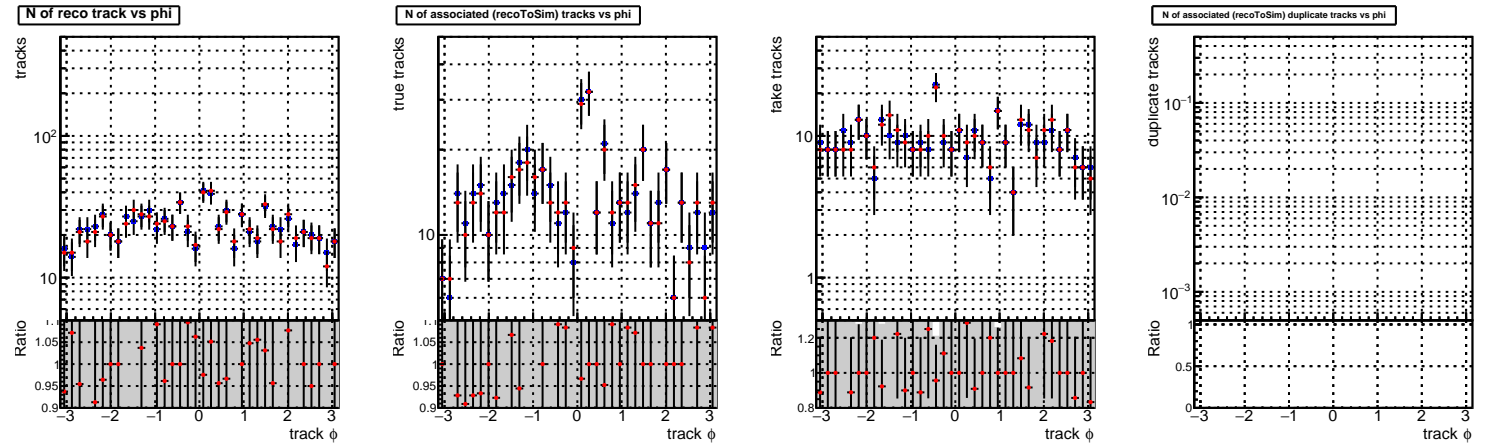 N of reco track vs phi
tracks
10²
10
Ratio
1.05
1
0.95
0.9
−3 −2 −1 0 1 2 3
track ϕ
N of associated (recoToSim) tracks vs phi
true tracks
10
Ratio
1.1
1.05
1
0.95
0.9
−3 −2 −1 0 1 2 3
track ϕ
fake tracks
10
1
Ratio
1.2
1
0.8
−3 −2 −1 0 1 2 3
track ϕ
N of associated (recoToSim) duplicate tracks vs phi
duplicate tracks
10⁻¹
10⁻²
10⁻³
Ratio
1
0.5
0
−3 −2 −1 0 1 2 3
track ϕ